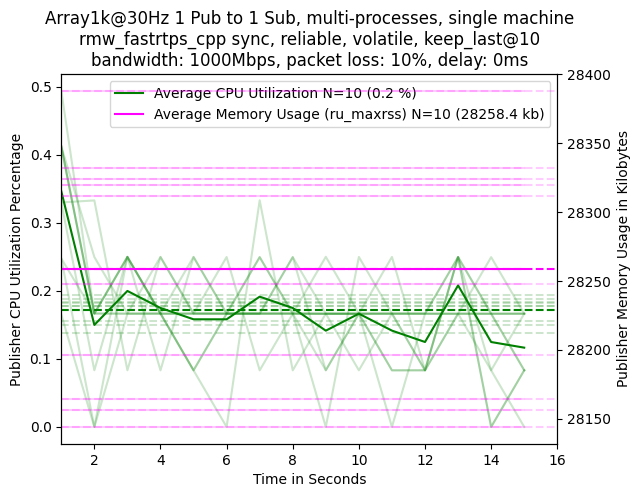 Array1k@30Hz 1 Pub to 1 Sub, multi-processes, single machine
rmw_fastrtps_cpp sync, reliable, volatile, keep_last@10
bandwidth: 1000Mbps, packet loss: 10%, delay: 0ms
Average CPU Utilization N=10 (0.2 %)
Average Memory Usage (ru_maxrss) N=10 (28258.4 kb)
Publisher CPU Utilization Percentage
0.5
0.4
0.3
0.2
0.1
0.0
28400
28350
28300
28250
28200
28150
Publisher Memory Usage in Kilobytes
2 4 6 8 10 12 14 16
Time in Seconds